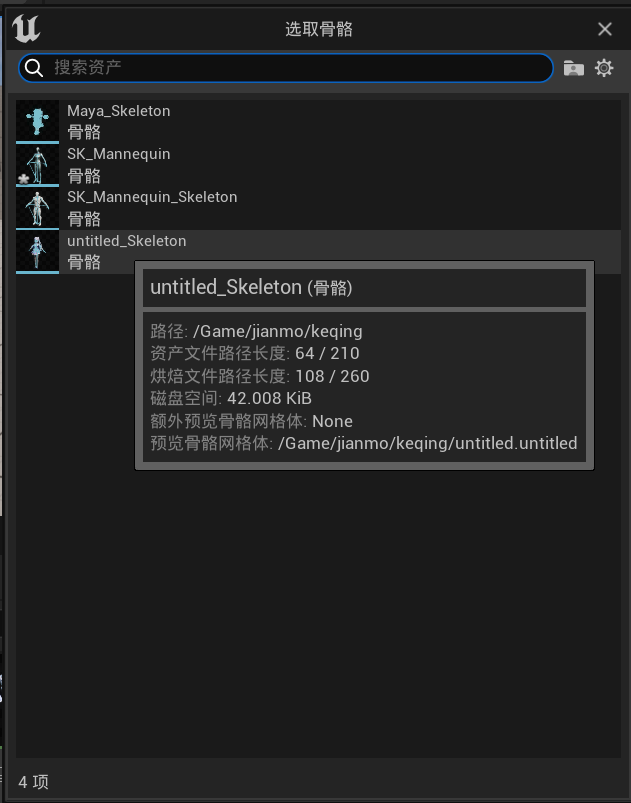 选取骨骼
搜索资产
Maya_Skeleton
骨骼
SK_Mannequin
骨骼
SK_Mannequin_Skeleton
骨骼
untitled_Skeleton
骨骼
untitled_Skeleton (骨骼)
路径: /Game/jianmo/keqing
资产文件路径长度: 64 / 210
烘焙文件路径长度: 108 / 260
磁盘空间: 42.008 KiB
额外预览骨骼网格体: None
预览骨骼网格体: /Game/jianmo/keqing/untitled.untitled
4 项